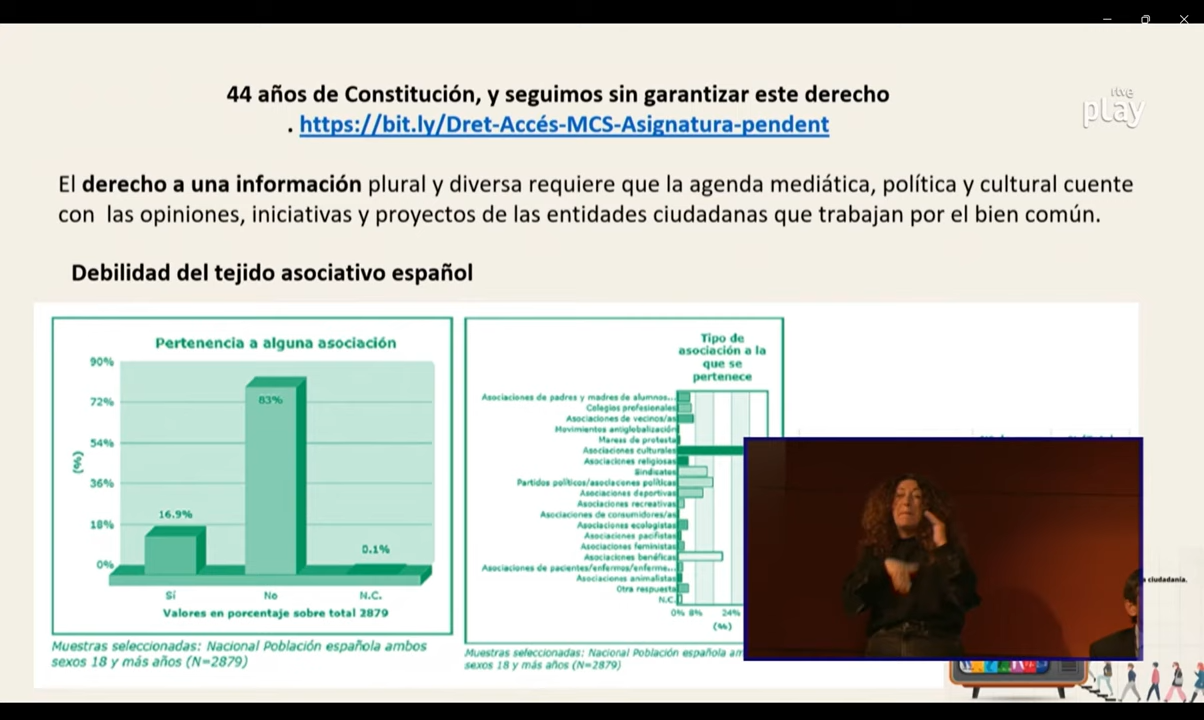 44 años de Constitución, y seguimos sin garantizar este derecho
. https://bit.ly/Dret-Accés-MCS-Asignatura-pendent
rtve
play
El derecho a una información plural y diversa requiere que la agenda mediática, política y cultural cuente
con las opiniones, iniciativas y proyectos de las entidades ciudadanas que trabajan por el bien común.
Debilidad del tejido asociativo español
Pertenencia a alguna asociación
90%
72%
54%
36%
18%
0%
(%)
16.9%
83%
0.1%
Sí
No
N.C.
Valores en porcentaje sobre total 2879
Muestras seleccionadas: Nacional Población española ambos
sexos 18 y más años (N=2879)
Tipo de
asociación a la
que se
pertenece
Asociaciones de padres y madres de alumnos...
Colegios profesionales
Asociaciones de vecinos/as
Movimientos antiglobalización
Mareas de protesta
Asociaciones culturales
Asociaciones religiosas
Sindicatos
Partidos políticos/asociaciones políticas
Asociaciones deportivas
Asociaciones recreativas
Asociaciones de consumidores/as
Asociaciones ecologistas
Asociaciones pacifistas
Asociaciones feministas
Asociaciones benéficas
Asociaciones de pacientes/enfermos/enferme...
Asociaciones animalistas
Otra respuesta
N.C.
0% 8% 24%
(%)
Muestras seleccionadas: Nacional Población española am
sexos 18 y más años (N=2879)
a ciudadanía.